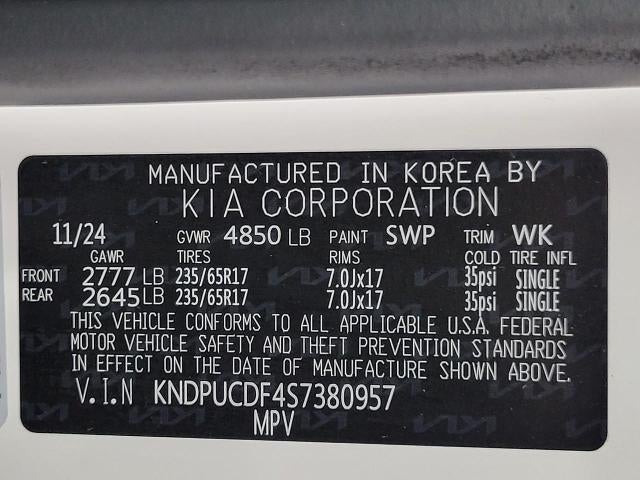 MANUFACTURED IN KOREA BY
KIA CORPORATION
11/24 GVWR 4850 LB PAINT SWP TRIM WK
GAWR TIRES RIMS COLD TIRE INFL
FRONT 2777 LB 235/65R17 7.0Jx17 35psi SINGLE
REAR 2645 LB 235/65R17 7.0Jx17 35psi SINGLE
THIS VEHICLE CONFORMS TO ALL APPLICABLE U.S.A. FEDERAL
MOTOR VEHICLE SAFETY AND THEFT PREVENTION STANDARDS
IN EFFECT ON THE DATE OF MANUFACTURE SHOWN ABOVE.
V.I.N KNDPUCDF4S7380957
MPV